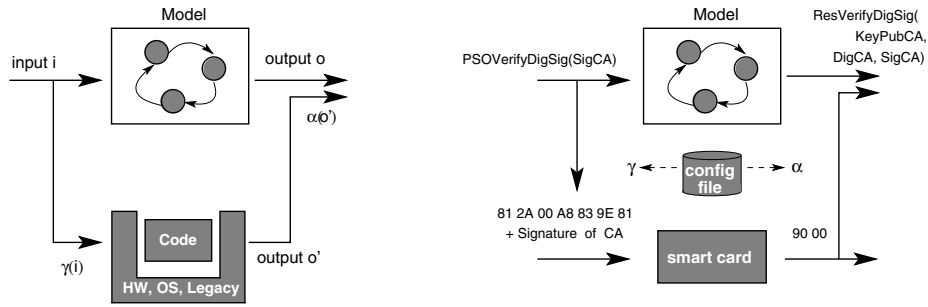 Model
input i
output o
α(o')
γ(i)
Code
HW, OS, Legacy
output o'
Model
PSOVerifyDigSig(SigCA)
ResVerifyDigSig(
KeyPubCA,
DigCA, SigCA)
γ
config
file
α
81 2A 00 A8 83 9E 81
+ Signature of CA
smart card
90 00